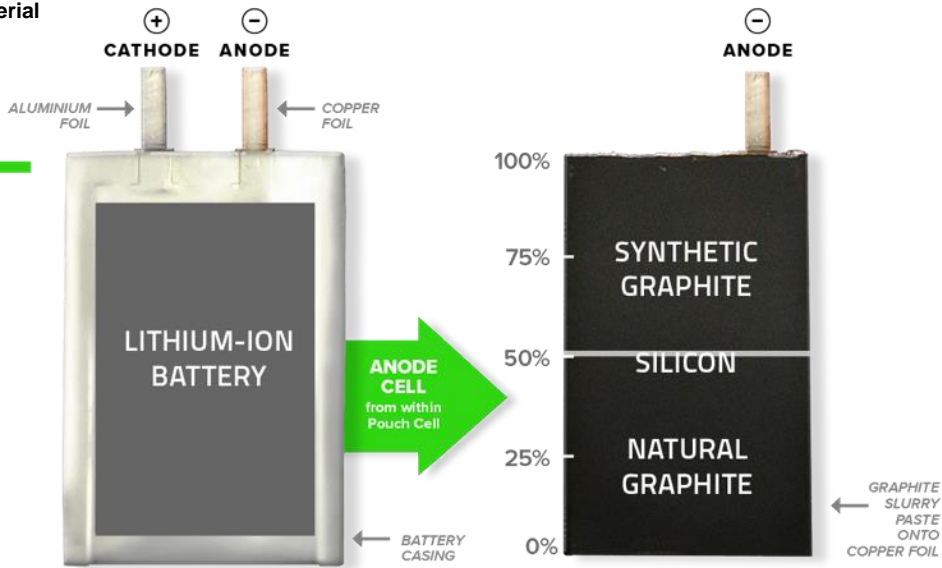 erial
+
CATHODE
−
ANODE
ALUMINIUM
FOIL
COPPER
FOIL
LITHIUM-ION
BATTERY
ANODE
CELL
from within
Pouch Cell
BATTERY
CASING
−
ANODE
100%
75%
50%
25%
0%
SYNTHETIC
GRAPHITE
SILICON
NATURAL
GRAPHITE
GRAPHITE
SLURRY
PASTE
ONTO
COPPER FOIL